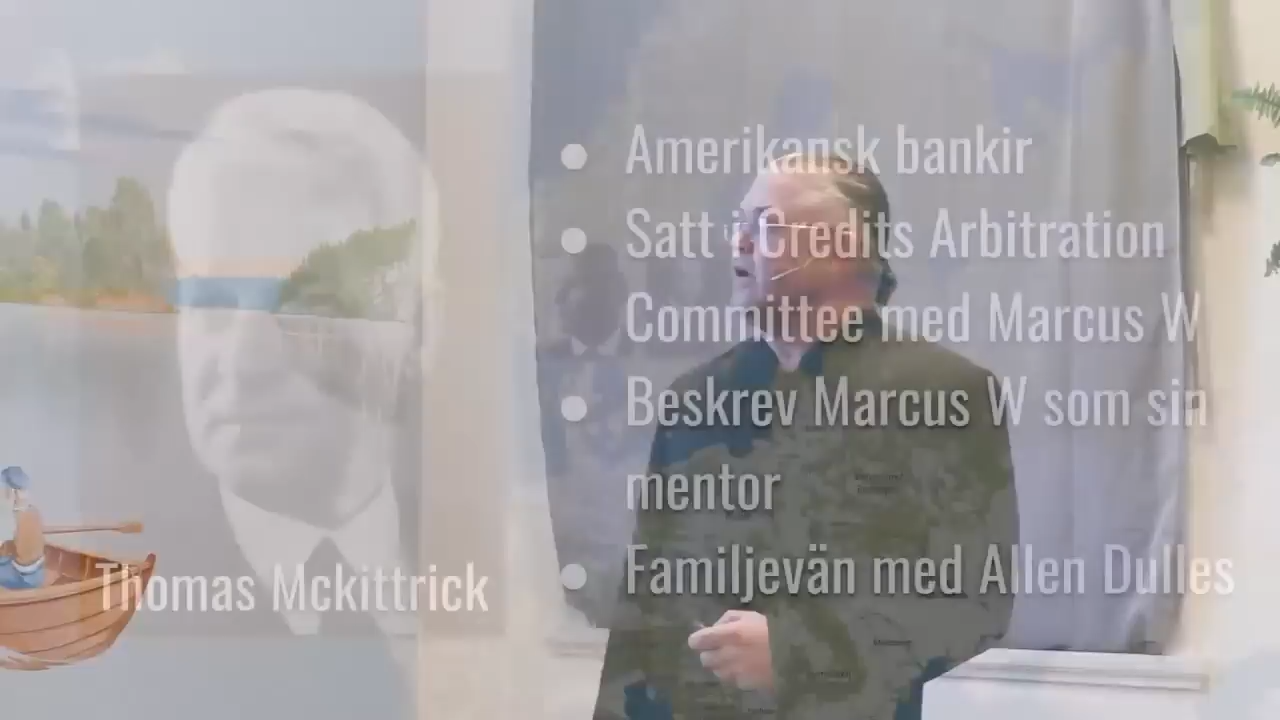 Amerikansk bankir
Satt i Credits Arbitration
Committee med Marcus W
Beskrev Marcus W som sin
mentor
Familjevän med Allen Dulles
Thomas Mckittrick